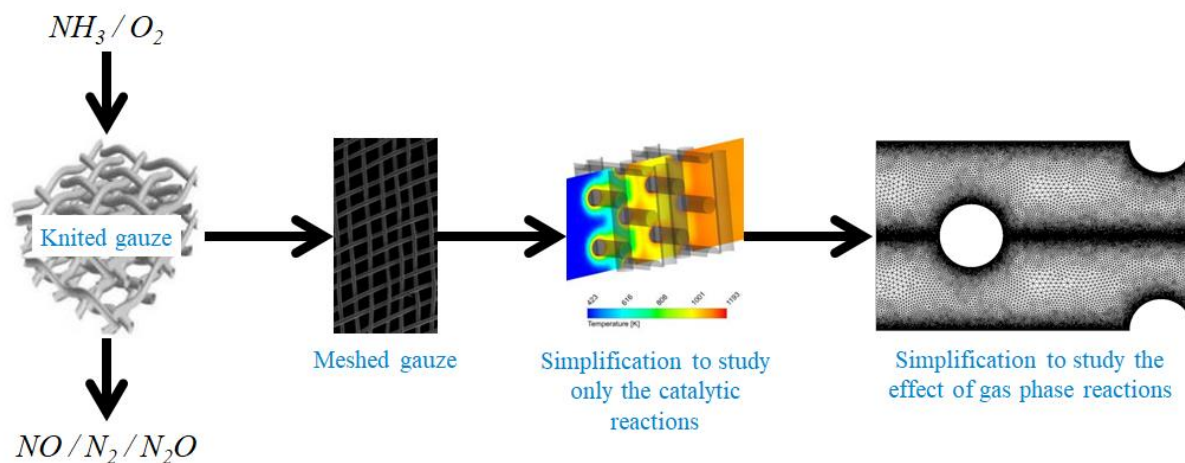 NH3 / O2
Knited gauze
NO / N2 / N2O
Meshed gauze
423 616 808 1001 1193
Temperature [K]
Simplification to study
only the catalytic
reactions
Simplification to study the
effect of gas phase reactions